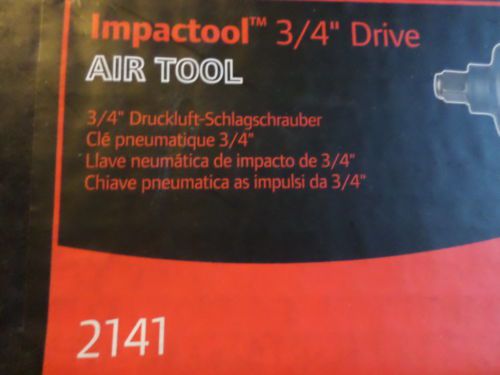 Impactool™ 3/4" Drive
AIR TOOL
3/4" Druckluft-Schlagschrauber
Clé pneumatique 3/4"
Llave neumática de impacto de 3/4"
Chiave pneumatica as impulsi da 3/4"
2141